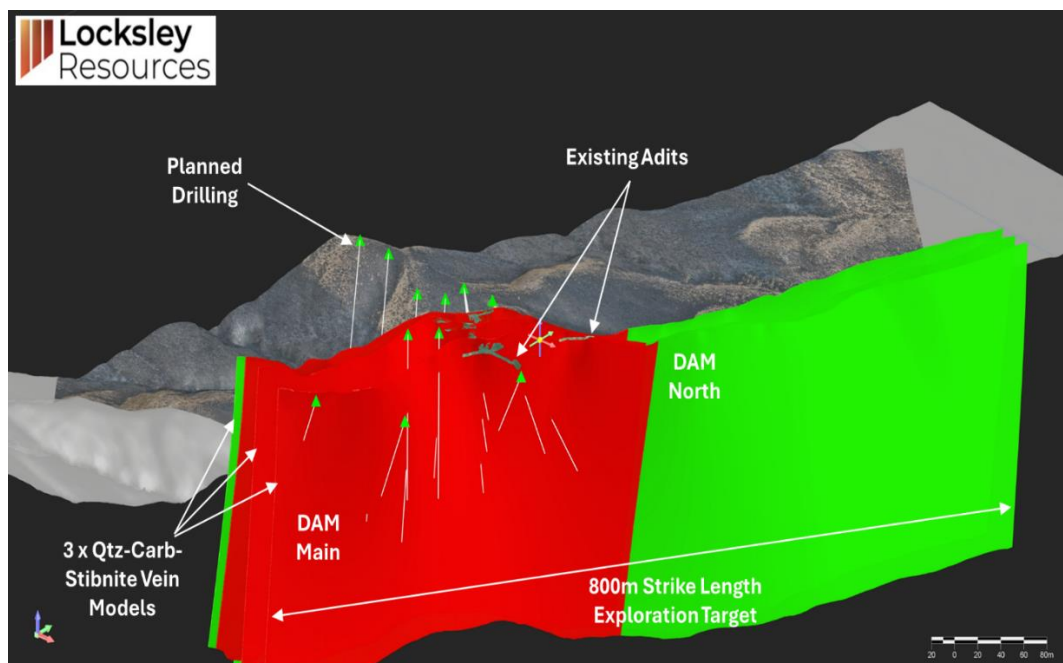 Locksley
Resources
Planned
Drilling
Existing Adits
DAM
North
DAM
Main
3 x Qtz-Carb-
Stibnite Vein
Models
800m Strike Length
Exploration Target
20 0 20 40 60 80m